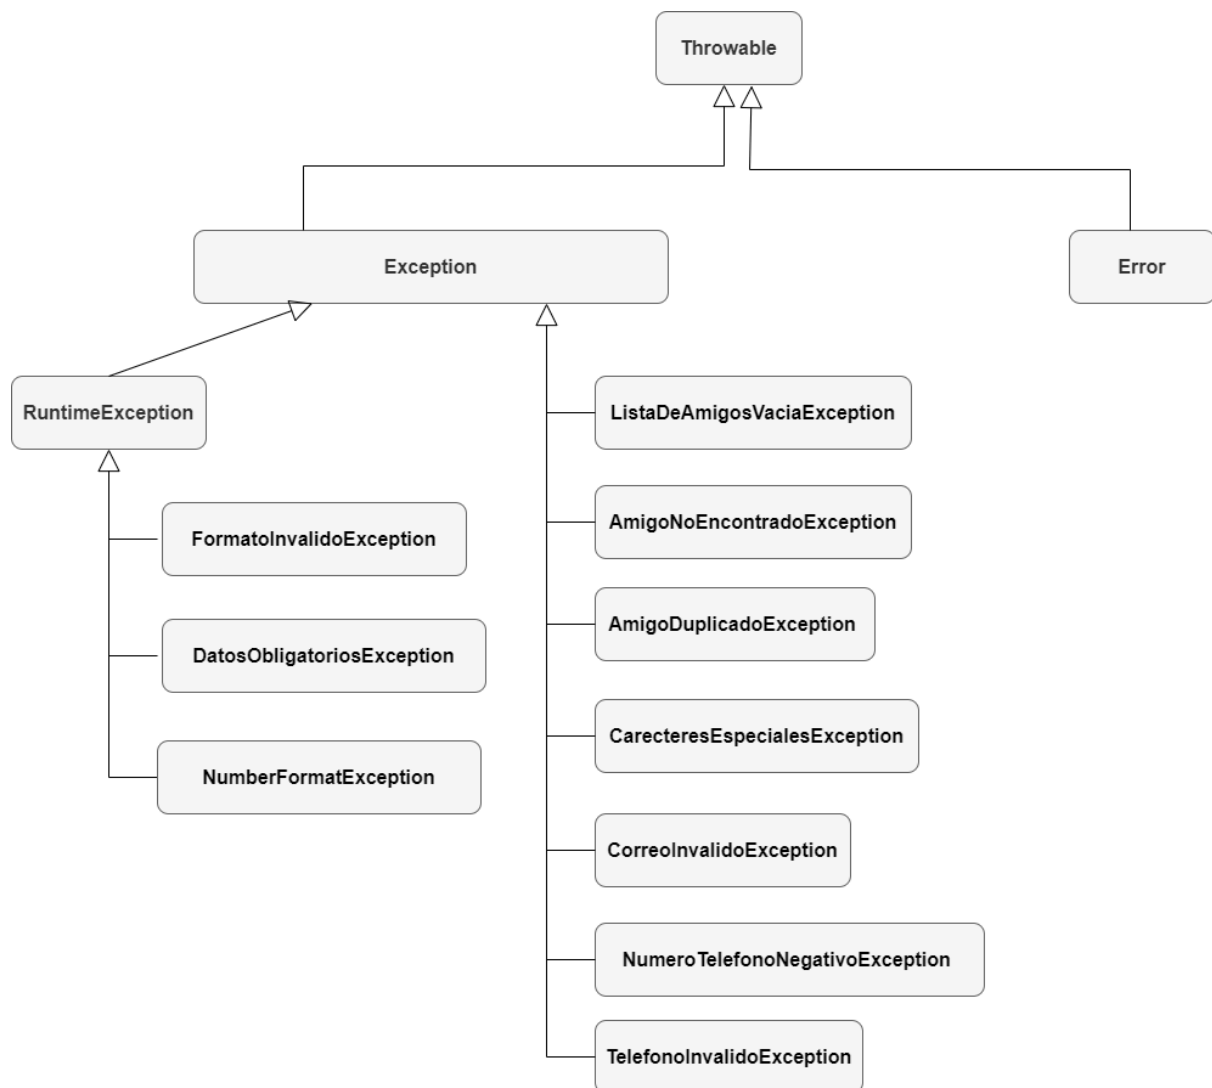 Throwable
Exception
Error
RuntimeException
FormatoInvalidoException
DatosObligatoriosException
NumberFormatException
ListaDeAmigosVaciaException
AmigoNoEncontradoException
AmigoDuplicadoException
CarecteresEspecialesException
CorreoInvalidoException
NumeroTelefonoNegativoException
TelefonoInvalidoException